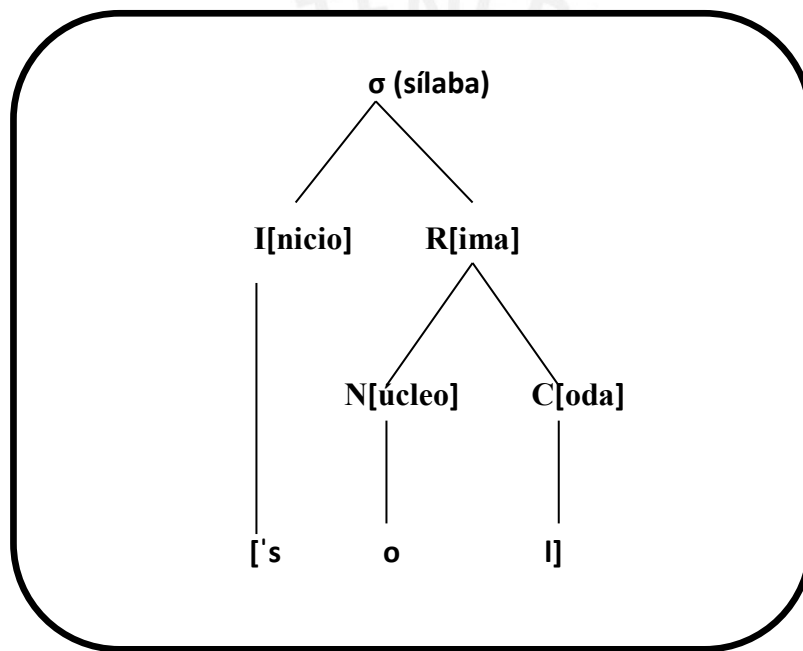 σ (sílaba)
I[nicio] R[ima]
N[úcleo] C[oda]
[ˈs o l]